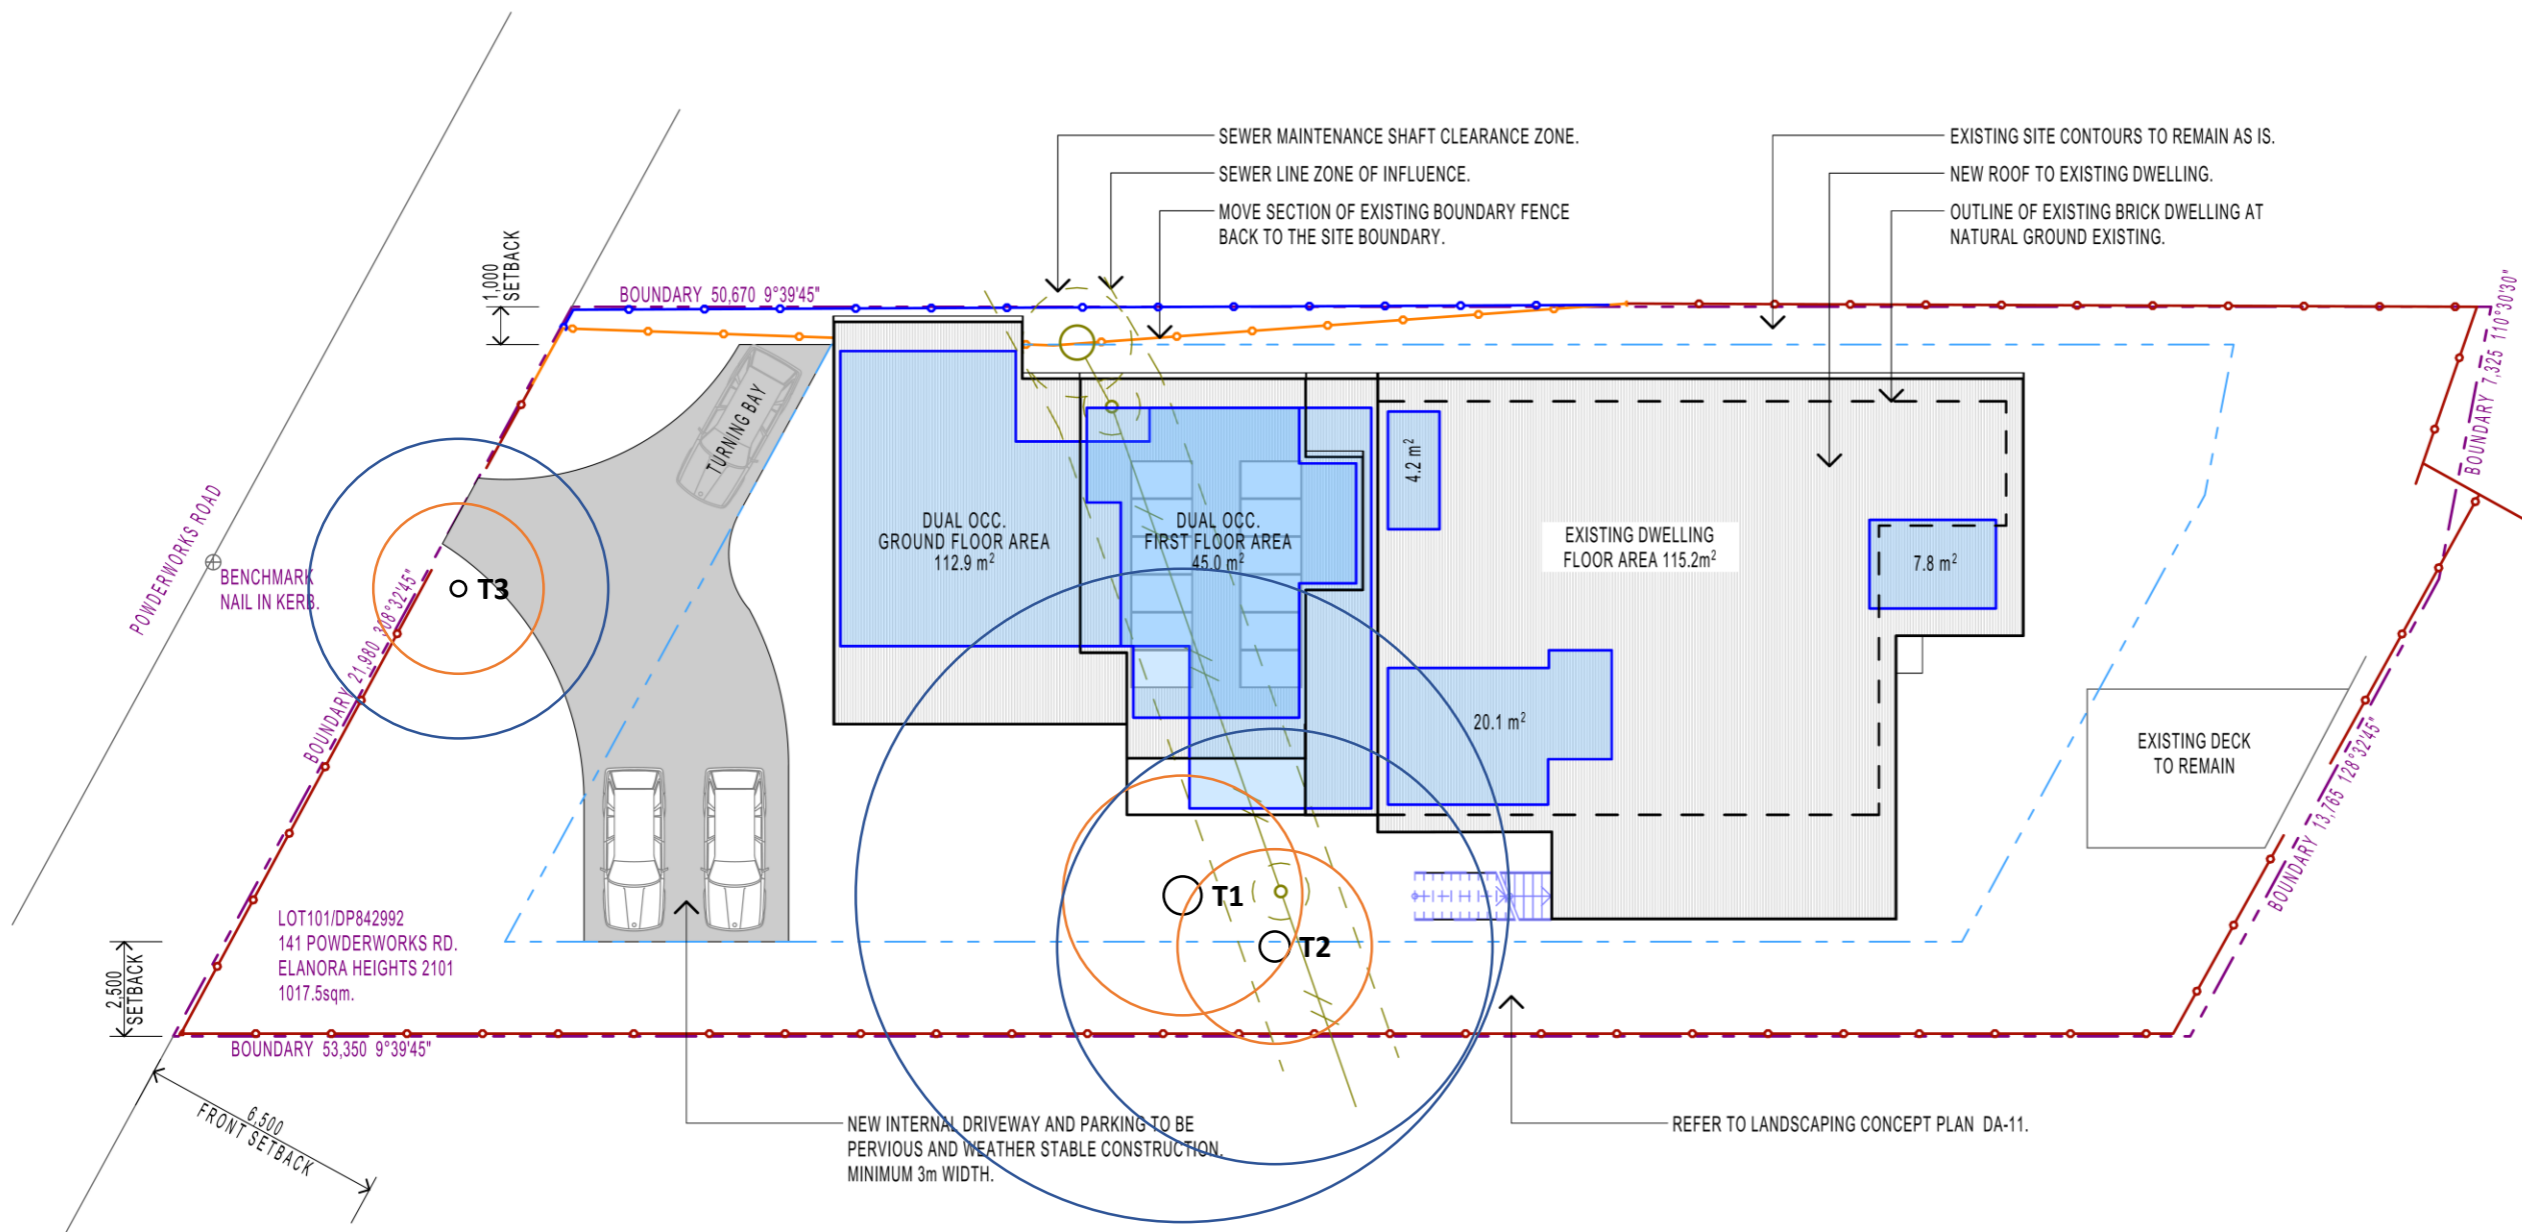 SEWER MAINTENANCE SHAFT CLEARANCE ZONE.
SEWER LINE ZONE OF INFLUENCE.
MOVE SECTION OF EXISTING BOUNDARY FENCE
BACK TO THE SITE BOUNDARY.
EXISTING SITE CONTOURS TO REMAIN AS IS.
NEW ROOF TO EXISTING DWELLING.
OUTLINE OF EXISTING BRICK DWELLING AT
NATURAL GROUND EXISTING.
1,000
SETBACK
BOUNDARY 50,670 9°39'45"
BOUNDARY 7,325 110°30'30"
TURNING BAY
4.2 m²
DUAL OCC.
GROUND FLOOR AREA
112.9 m²
DUAL OCC.
FIRST FLOOR AREA
45.0 m²
EXISTING DWELLING
FLOOR AREA 115.2m²
7.8 m²
POWDERWORKS ROAD
BENCHMARK
NAIL IN KERB.
T3
BOUNDARY 21,980 308°32'45"
20.1 m²
EXISTING DECK
TO REMAIN
BOUNDARY 13,765 128°32'45"
T1
T2
LOT101/DP842992
141 POWDERWORKS RD.
ELANORA HEIGHTS 2101
1017.5sqm.
2,500
SETBACK
BOUNDARY 53,350 9°39'45"
6,500
FRONT SETBACK
NEW INTERNAL DRIVEWAY AND PARKING TO BE
PERVIOUS AND WEATHER STABLE CONSTRUCTION.
MINIMUM 3m WIDTH.
REFER TO LANDSCAPING CONCEPT PLAN DA-11.